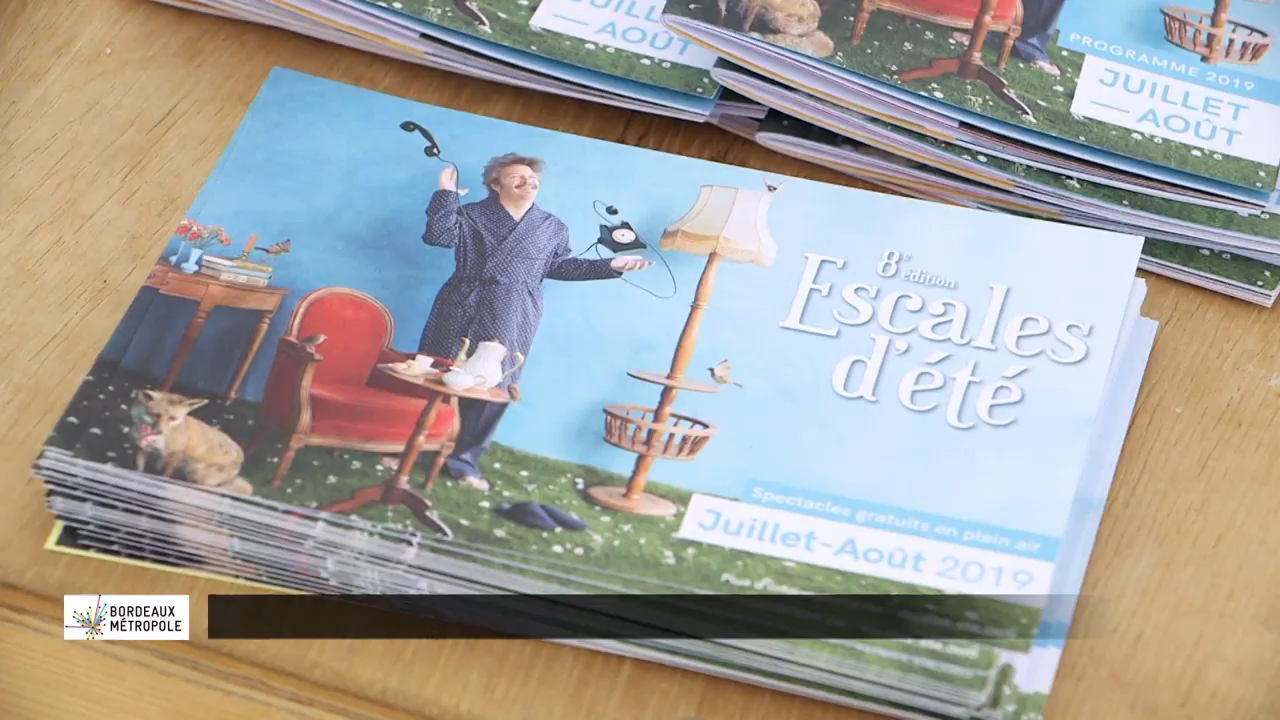 JUILLET
— AOÛT
PROGRAMME 2019
JUILLET
— AOÛT
8e édition
Escales
d'été
Spectacles gratuits en plein air
Juillet-Août 2019
BORDEAUX
MÉTROPOLE